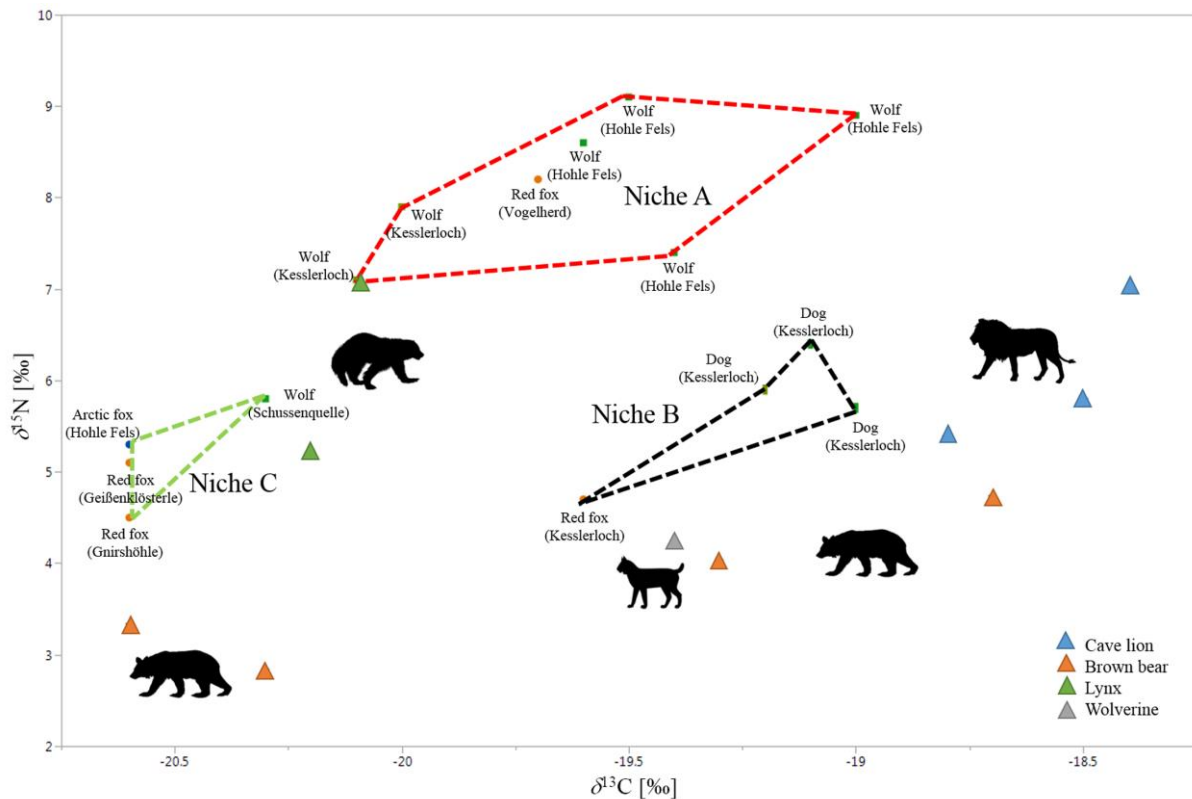 10
9
8
7
6
5
4
3
2
δ¹⁵N [‰]
Wolf
(Hohle Fels)
Wolf
(Hohle Fels)
Wolf
(Hohle Fels)
Red fox
(Vogelherd)
Niche A
Wolf
(Kesslerloch)
Wolf
(Kesslerloch)
Wolf
(Hohle Fels)
Dog
(Kesslerloch)
Dog
(Kesslerloch)
Niche B
Dog
(Kesslerloch)
Red fox
(Kesslerloch)
Wolf
(Schussenquelle)
Arctic fox
(Hohle Fels)
Red fox
(Geißenklösterle)
Niche C
Red fox
(Gnirshöhle)
Cave lion
Brown bear
Lynx
Wolverine
-20.5
-20
-19.5
-19
-18.5
δ¹³C [‰]